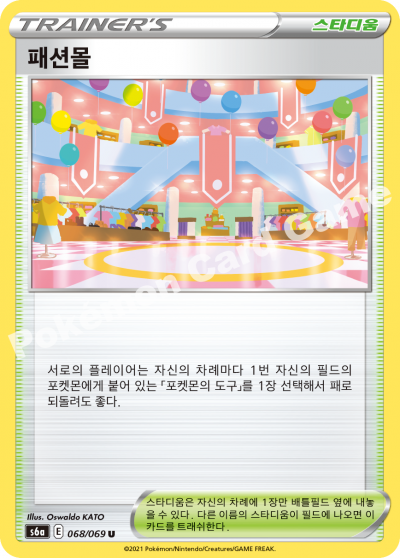 TRAINER'S
스타디움
패션몰
Pokémon Card Game
서로의 플레이어는 자신의 차례마다 1번 자신의 필드의
포켓몬에게 붙어 있는 「포켓몬의 도구」를 1장 선택해서 패로
되돌려도 좋다.
Illus. Oswaldo KATO
s6a E 068/069 U
스타디움은 자신의 차례에 1장만 배틀필드 옆에 내놓
을 수 있다. 다른 이름의 스타디움이 필드에 나오면 이
카드를 트래쉬한다.
©2021 Pokémon/Nintendo/Creatures/GAME FREAK.